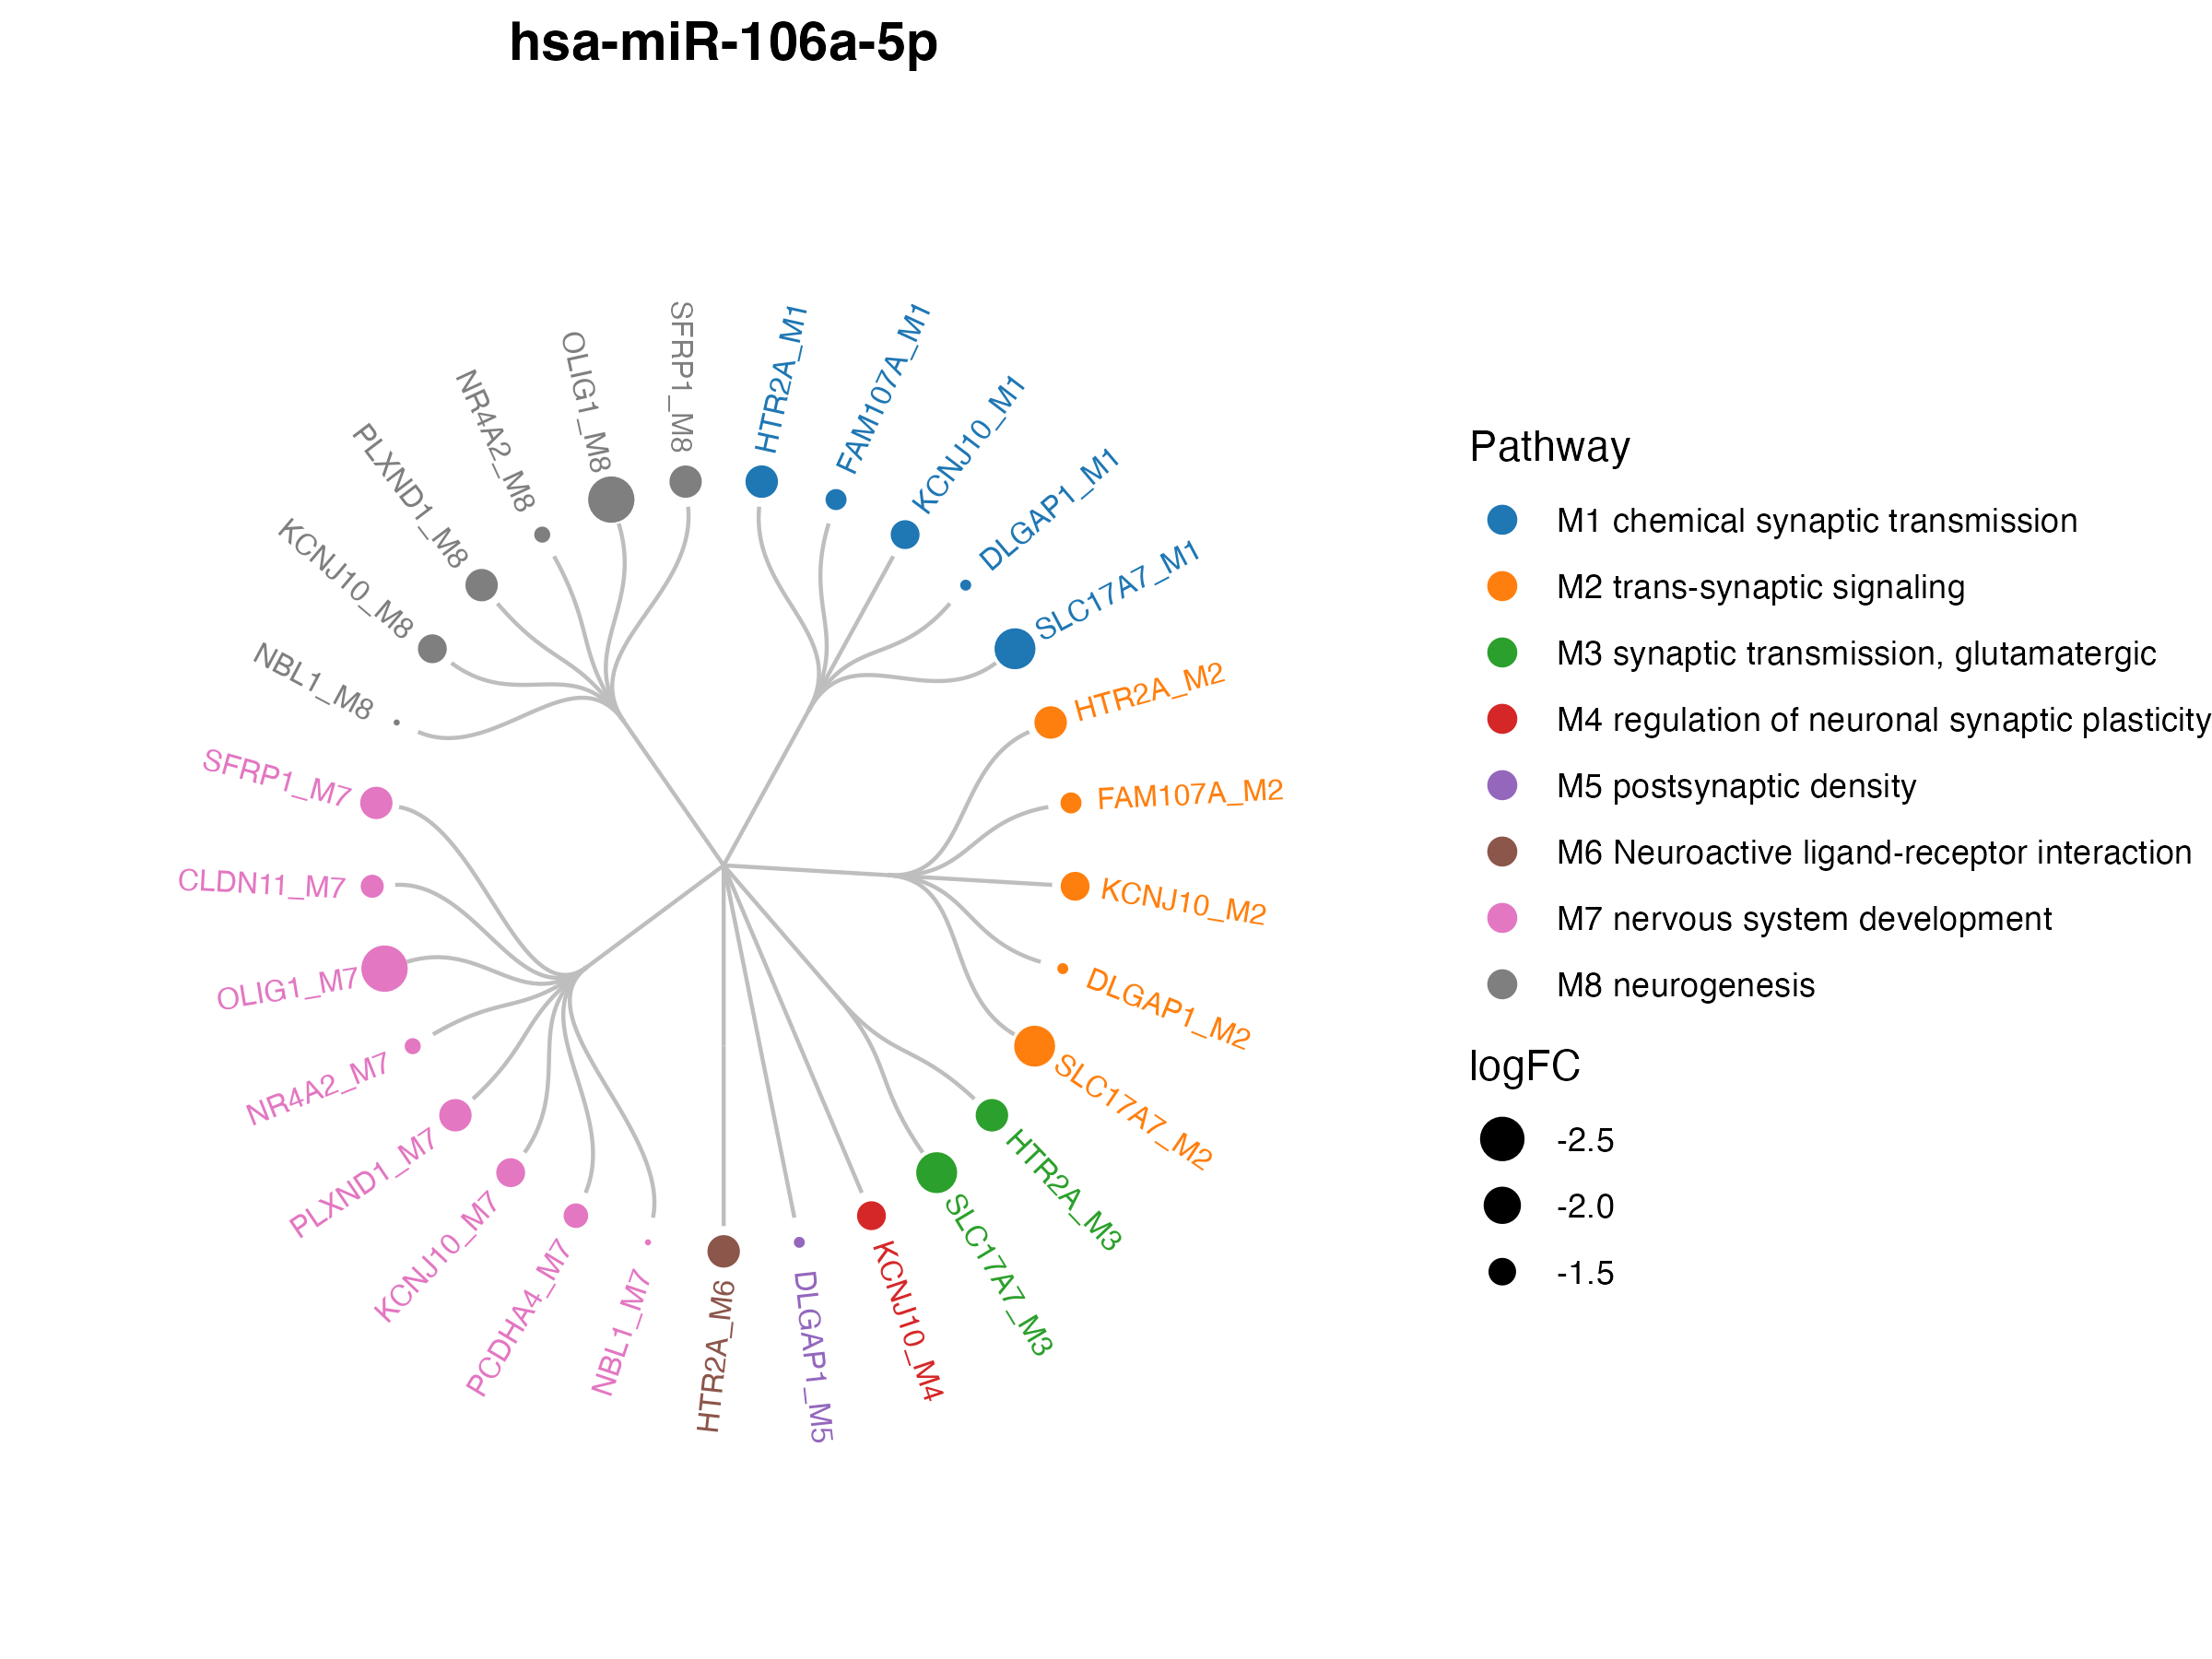 hsa-miR-106a-5p
HTR2A_M1
FAM107A_M1
KCNJ10_M1
DLGAP1_M1
SLC17A7_M1
HTR2A_M2
FAM107A_M2
KCNJ10_M2
DLGAP1_M2
SLC17A7_M2
HTR2A_M3
SLC17A7_M3
KCNJ10_M4
DLGAP1_M5
HTR2A_M6
NBL1_M7
PCDHA4_M7
KCNJ10_M7
PLXND1_M7
NR4A2_M7
OLIG1_M7
CLDN11_M7
SFRP1_M7
NBL1_M8
KCNJ10_M8
PLXND1_M8
NR4A2_M8
OLIG1_M8
SFRP1_M8
Pathway
M1 chemical synaptic transmission
M2 trans-synaptic signaling
M3 synaptic transmission, glutamatergic
M4 regulation of neuronal synaptic plasticity
M5 postsynaptic density
M6 Neuroactive ligand-receptor interaction
M7 nervous system development
M8 neurogenesis
logFC
-2.5
-2.0
-1.5